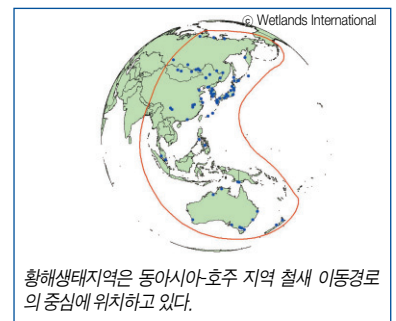 © Wetlands International
황해생태지역은 동아시아-호주 지역 철새 이동경로
의 중심에 위치하고 있다.